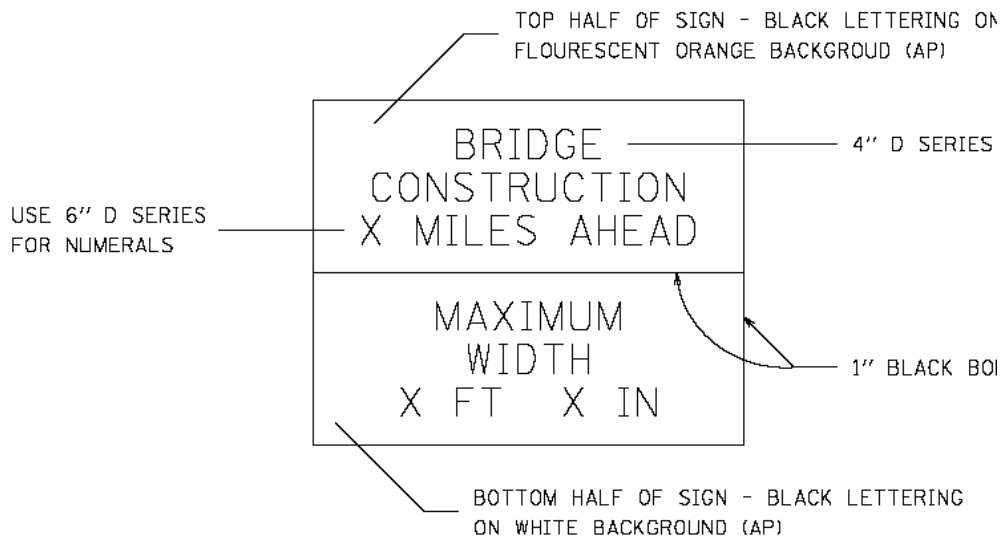 TOP HALF OF SIGN - BLACK LETTERING ON
FLOURESCENT ORANGE BACKGROUD (AP)
BRIDGE
CONSTRUCTION
X MILES AHEAD
4" D SERIES
USE 6" D SERIES
FOR NUMERALS
MAXIMUM
WIDTH
X FT X IN
1" BLACK
BOTTOM HALF OF SIGN - BLACK LETTERING
ON WHITE BACKGROUND (AP)